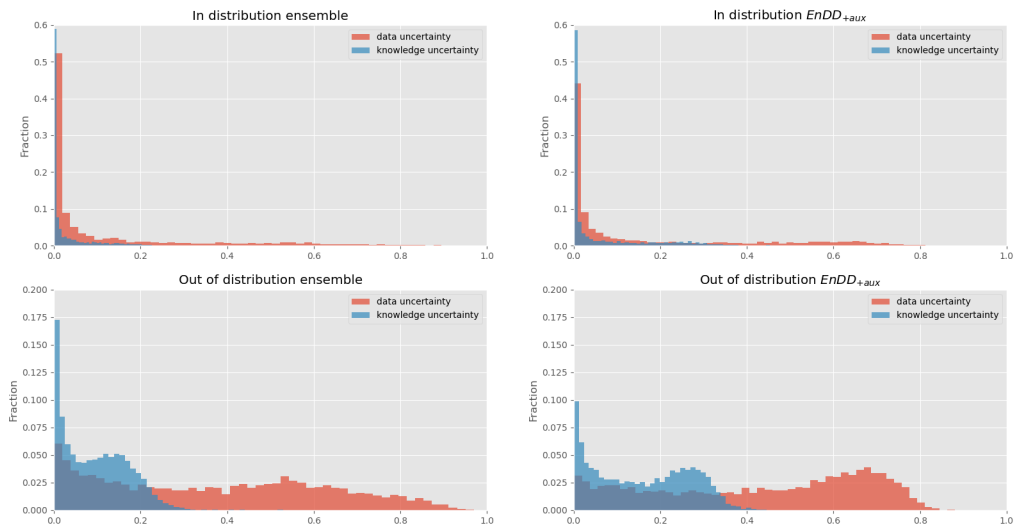 In distribution ensemble
Fraction
0.6
0.5
0.4
0.3
0.2
0.1
0.0
0.0 0.2 0.4 0.6 0.8 1.0
data uncertainty
knowledge uncertainty
In distribution EnDD+aux
Fraction
0.6
0.5
0.4
0.3
0.2
0.1
0.0
0.0 0.2 0.4 0.6 0.8 1.0
data uncertainty
knowledge uncertainty
Out of distribution ensemble
Fraction
0.200
0.175
0.150
0.125
0.100
0.075
0.050
0.025
0.000
0.0 0.2 0.4 0.6 0.8 1.0
data uncertainty
knowledge uncertainty
Out of distribution EnDD+aux
Fraction
0.200
0.175
0.150
0.125
0.100
0.075
0.050
0.025
0.000
0.0 0.2 0.4 0.6 0.8 1.0
data uncertainty
knowledge uncertainty